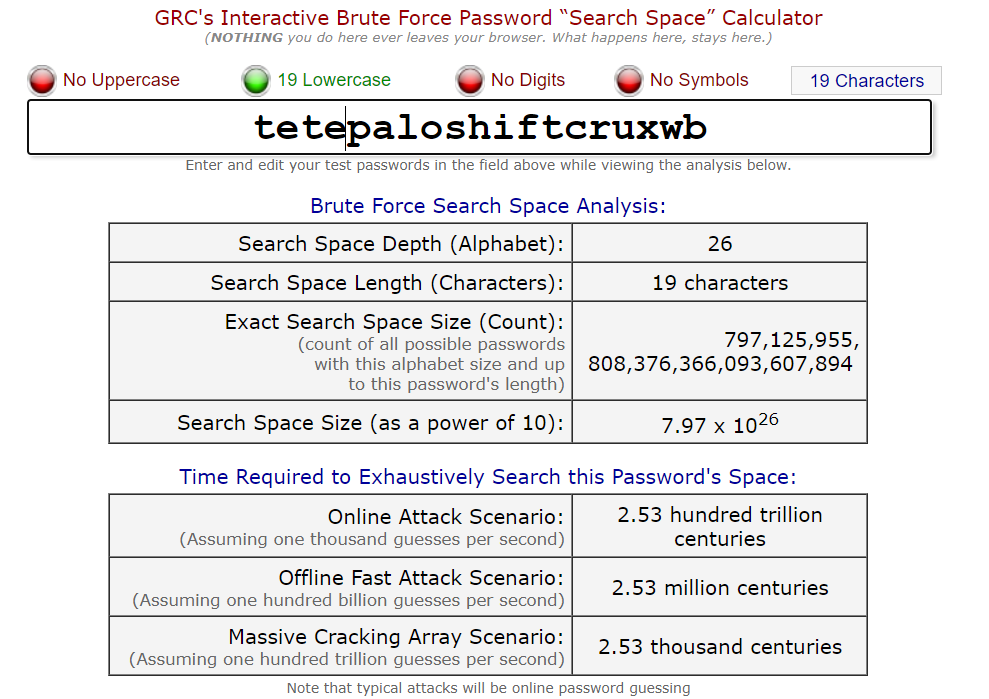 GRC's Interactive Brute Force Password “Search Space” Calculator
(NOTHING you do here ever leaves your browser. What happens here, stays here.)
No Uppercase 19 Lowercase No Digits No Symbols 19 Characters
tetepaloshiftcruxwb
Enter and edit your test passwords in the field above while viewing the analysis below.
Brute Force Search Space Analysis:
Search Space Depth (Alphabet): 26
Search Space Length (Characters): 19 characters
Exact Search Space Size (Count):
(count of all possible passwords
with this alphabet size and up
to this password's length)
797,125,955,
808,376,366,093,607,894
Search Space Size (as a power of 10): 7.97 x 10^26
Time Required to Exhaustively Search this Password's Space:
Online Attack Scenario:
(Assuming one thousand guesses per second)
2.53 hundred trillion
centuries
Offline Fast Attack Scenario:
(Assuming one hundred billion guesses per second)
2.53 million centuries
Massive Cracking Array Scenario:
(Assuming one hundred trillion guesses per second)
2.53 thousand centuries
Note that typical attacks will be online password guessing